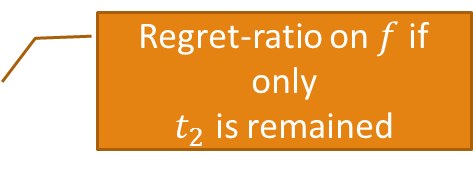 Regret-ratio on 𝑓 if
only
𝑡₂ is remained